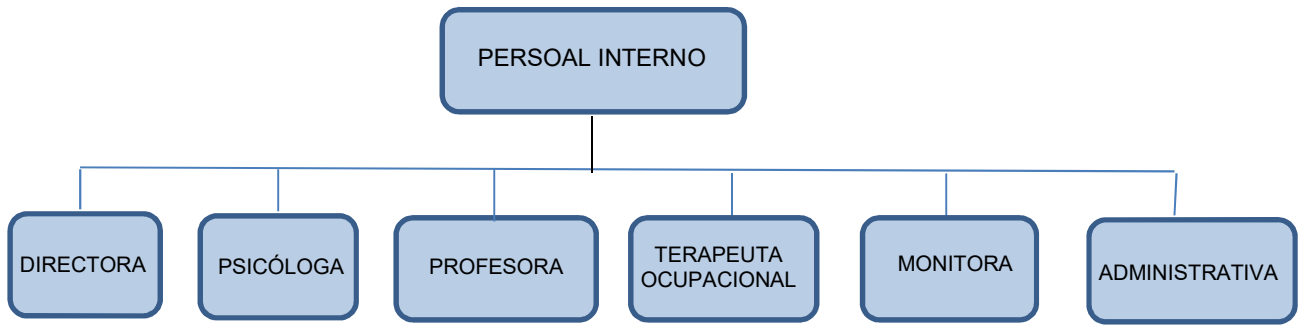 PERSOAL INTERNO
DIRECTORA
PSICÓLOGA
PROFESORA
TERAPEUTA
OCUPACIONAL
MONITORA
ADMINISTRATIVA